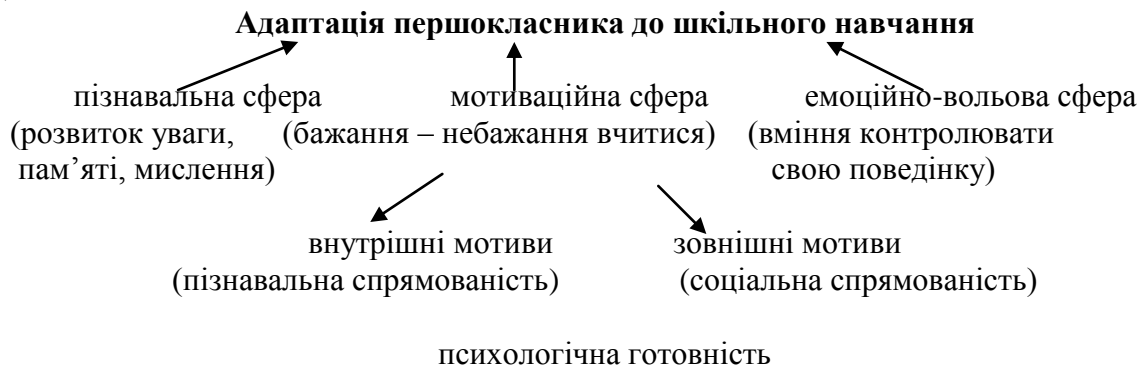 Адаптація першокласника до шкільного навчання
пізнавальна сфера мотиваційна сфера емоційно-вольова сфера
(розвиток уваги, (бажання – небажання вчитися) (вміння контролювати
пам’яті, мислення) свою поведінку)
внутрішні мотиви зовнішні мотиви
(пізнавальна спрямованість) (соціальна спрямованість)
психологічна готовність